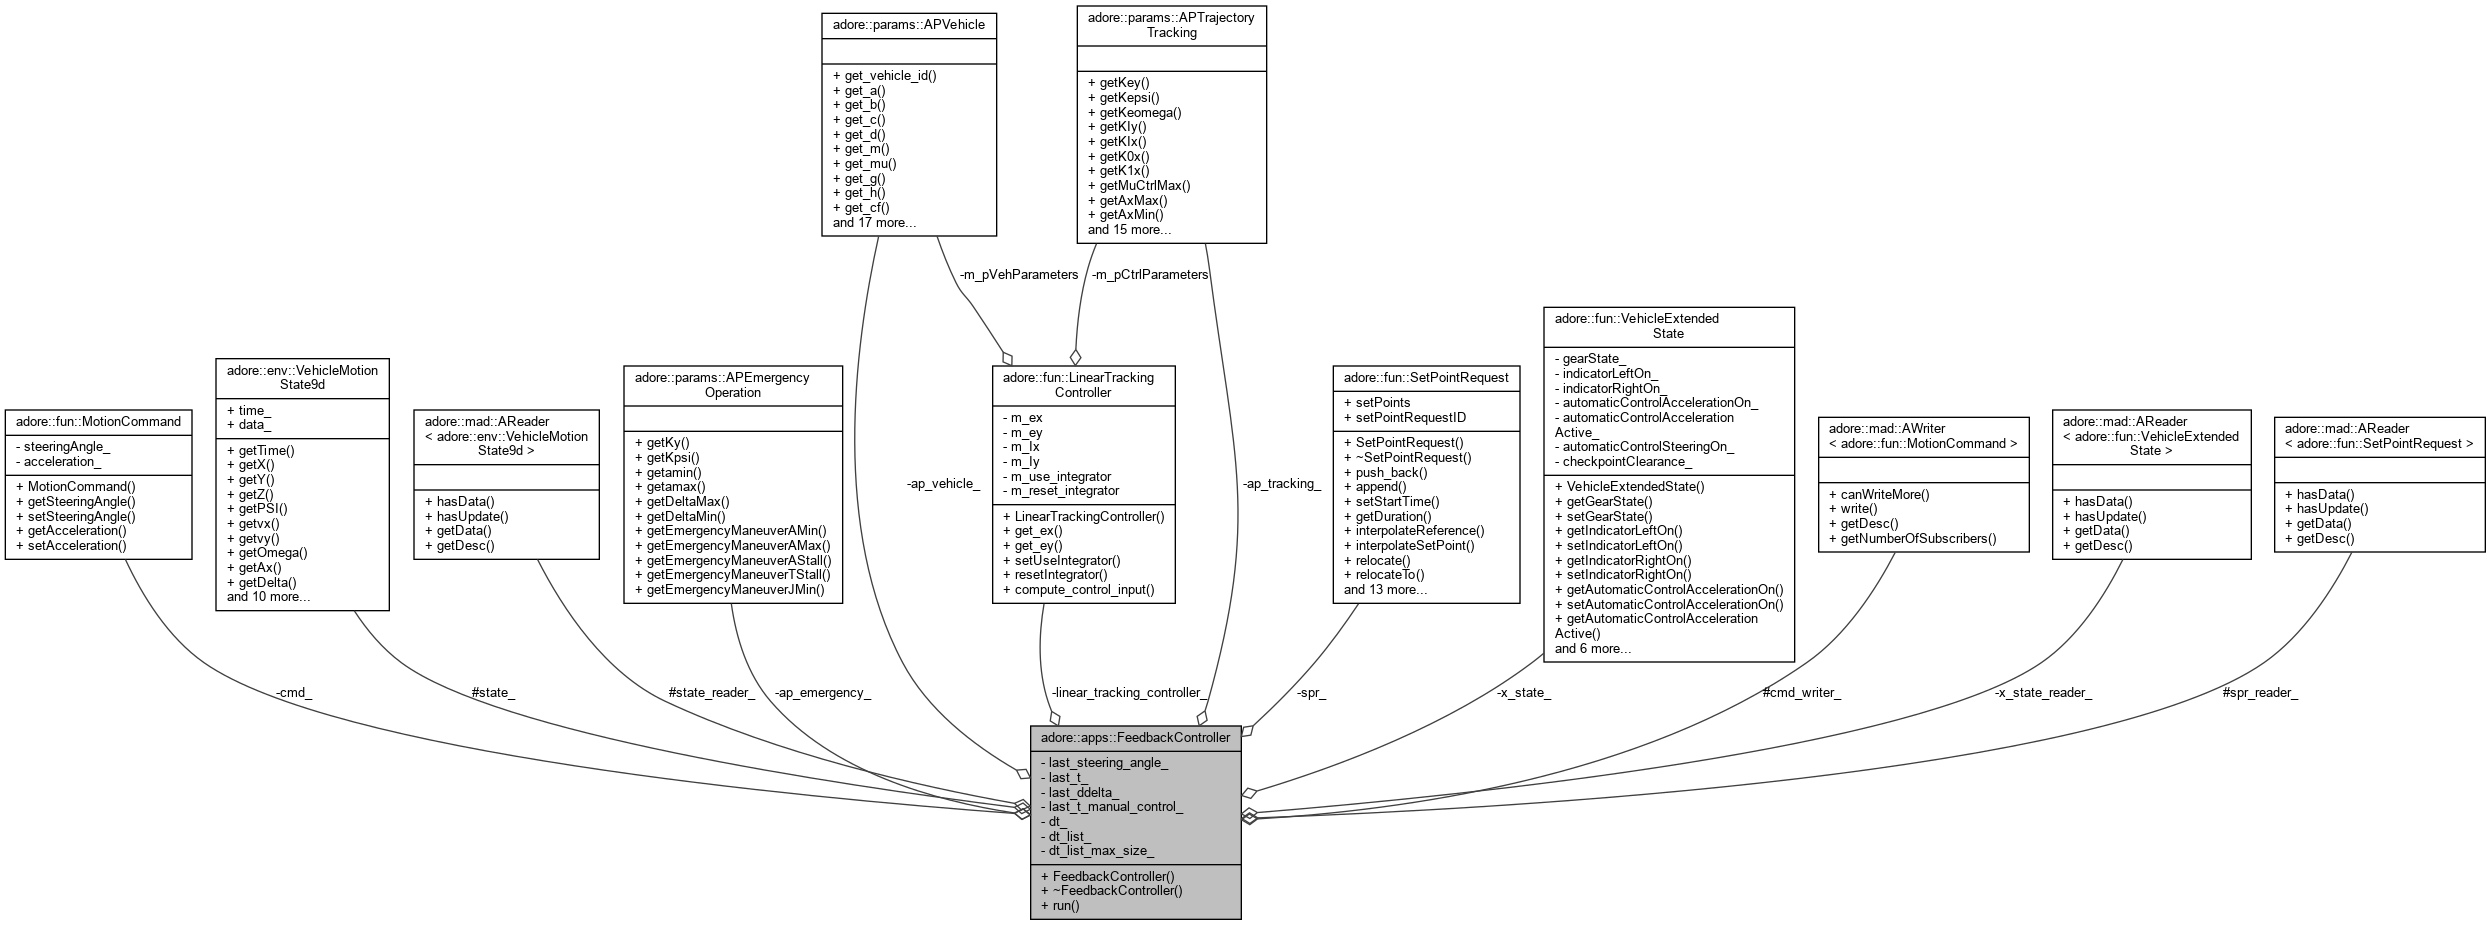 adore::params::APVehicle
+ get_vehicle_id()
+ get_a()
+ get_b()
+ get_c()
+ get_d()
+ get_m()
+ get_mu()
+ get_g()
+ get_h()
+ get_cf()
and 17 more...
adore::params::APTrajectory
Tracking
+ getKey()
+ getKepsi()
+ getKeomega()
+ getKIy()
+ getKIx()
+ getK0x()
+ getK1x()
+ getMuCtrlMax()
+ getAxMax()
+ getAxMin()
and 15 more...
-m_pVehParameters
-m_pCtrlParameters
adore::fun::MotionCommand
- steeringAngle_
- acceleration_
+ MotionCommand()
+ getSteeringAngle()
+ setSteeringAngle()
+ getAcceleration()
+ setAcceleration()
adore::env::VehicleMotion
State9d
+ time_
+ data_
+ getTime()
+ getX()
+ getY()
+ getZ()
+ getPSI()
+ getvx()
+ getvy()
+ getOmega()
+ getAx()
+ getDelta()
and 10 more...
adore::mad::AReader
< adore::env::VehicleMotion
State9d >
+ hasData()
+ hasUpdate()
+ getData()
+ getDesc()
adore::params::APEmergency
Operation
+ getKy()
+ getKpsi()
+ getamin()
+ getamax()
+ getDeltaMax()
+ getDeltaMin()
+ getEmergencyManeuverAMin()
+ getEmergencyManeuverAMax()
+ getEmergencyManeuverAStall()
+ getEmergencyManeuverTStall()
+ getEmergencyManeuverJMin()
-ap_vehicle_
adore::fun::LinearTracking
Controller
- m_ex
- m_ey
- m_Ix
- m_Iy
- m_use_integrator
- m_reset_integrator
+ LinearTrackingController()
+ get_ex()
+ get_ey()
+ setUseIntegrator()
+ resetIntegrator()
+ compute_control_input()
-ap_tracking_
adore::fun::SetPointRequest
+ setPoints
+ setPointRequestID
+ SetPointRequest()
+ ~SetPointRequest()
+ push_back()
+ append()
+ setStartTime()
+ getDuration()
+ interpolateReference()
+ interpolateSetPoint()
+ relocate()
+ relocateTo()
and 13 more...
adore::fun::VehicleExtended
State
- gearState_
- indicatorLeftOn_
- indicatorRightOn_
- automaticControlAccelerationOn_
- automaticControlAcceleration
Active_
- automaticControlSteeringOn_
- checkpointClearance_
+ VehicleExtendedState()
+ getGearState()
+ setGearState()
+ getIndicatorLeftOn()
+ setIndicatorLeftOn()
+ getIndicatorRightOn()
+ setIndicatorRightOn()
+ getAutomaticControlAccelerationOn()
+ setAutomaticControlAccelerationOn()
+ getAutomaticControlAcceleration
Active()
and 6 more...
adore::mad::AWriter
< adore::fun::MotionCommand >
+ canWriteMore()
+ write()
+ getDesc()
+ getNumberOfSubscribers()
adore::mad::AReader
< adore::fun::VehicleExtended
State >
+ hasData()
+ hasUpdate()
+ getData()
+ getDesc()
adore::mad::AReader
< adore::fun::SetPointRequest >
+ hasData()
+ hasUpdate()
+ getData()
+ getDesc()
-cmd_
#state_
#state_reader_
-ap_emergency_
-linear_tracking_controller_
-spr_
-x_state_
#cmd_writer_
-x_state_reader_
#spr_reader_
adore::apps::FeedbackController
- last_steering_angle_
- last_t_
- last_ddelta_
- last_t_manual_control_
- dt_
- dt_list_
- dt_list_max_size_
+ FeedbackController()
+ ~FeedbackController()
+ run()